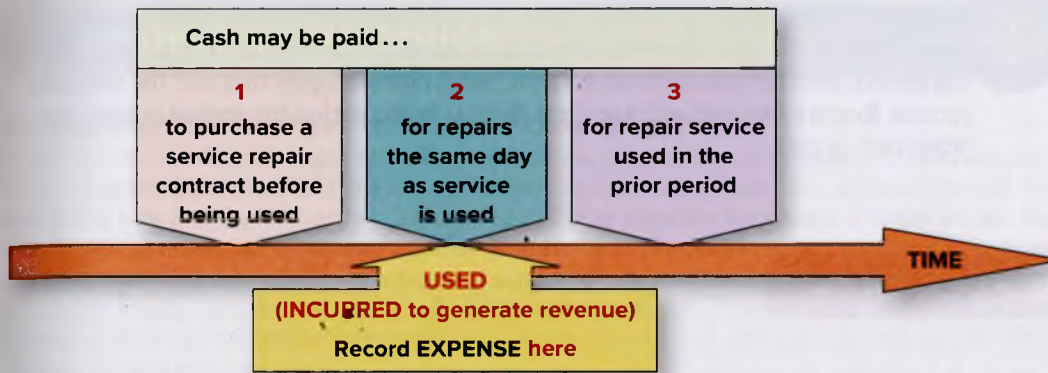 Cash may be paid...
1
to purchase a
service repair
contract before
being used
2
for repairs
the same day
as service
is used
3
for repair service
used in the
prior period
TIME
USED
(INCURRED to generate revenue)
Record EXPENSE here